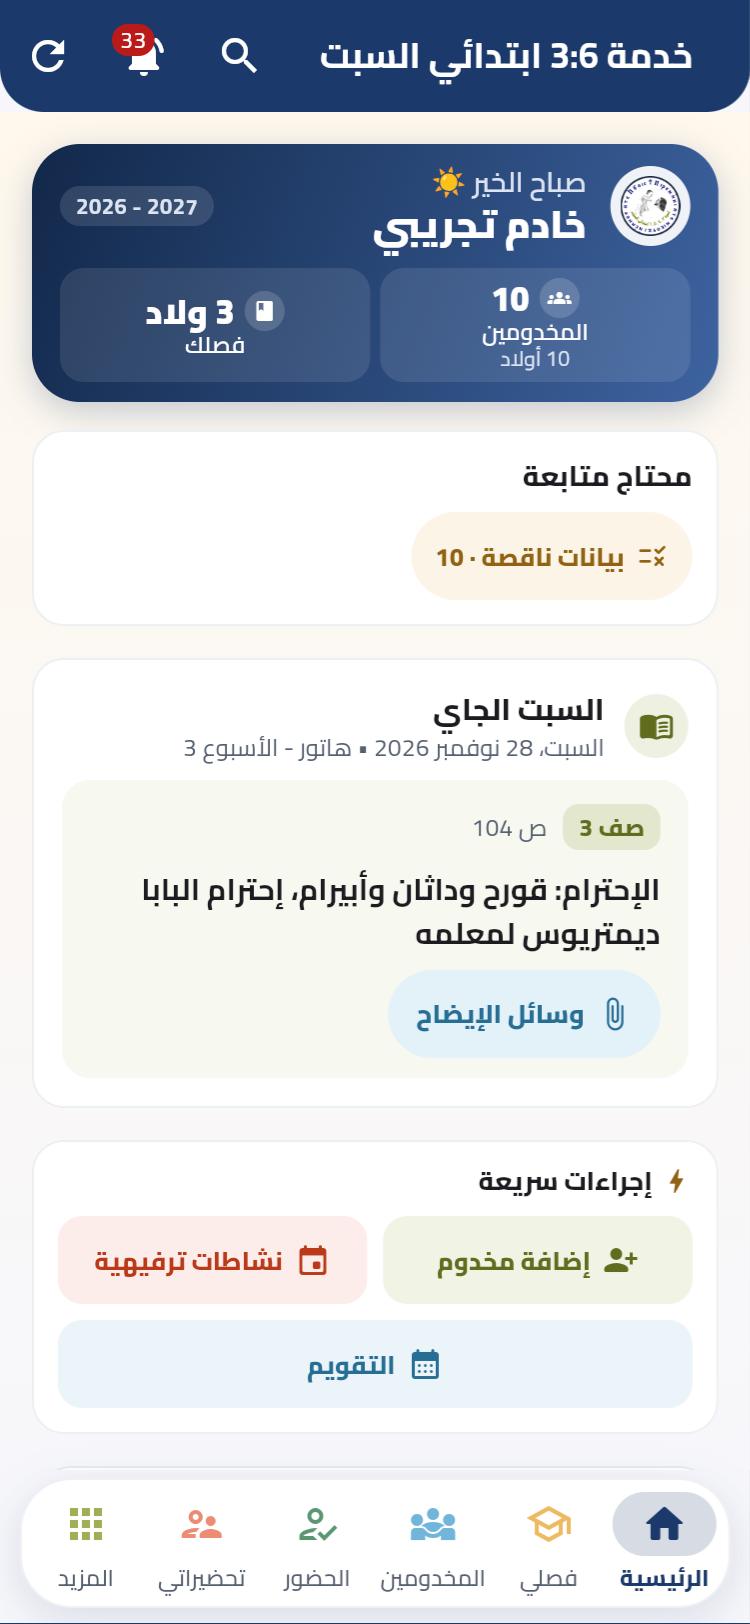 خدمة 3:6 ابتدائي السبت
33
صباح الخير ☀️
خادم تجريبي
2026 - 2027
10
المخدومين
10 أولاد
3 ولاد
فصلك
محتاج متابعة
بيانات ناقصة · 10
السبت الجاي
السبت، 28 نوفمبر 2026 • هاتور - الأسبوع 3
صف 3
ص 104
الإحترام: قورح وداثان وأبيرام، إحترام البابا
ديمتريوس لمعلمه
وسائل الإيضاح
إجراءات سريعة
إضافة مخدوم
نشاطات ترفيهية
التقويم
الرئيسية
فصلي
المخدومين
الحضور
تحضيراتي
المزيد